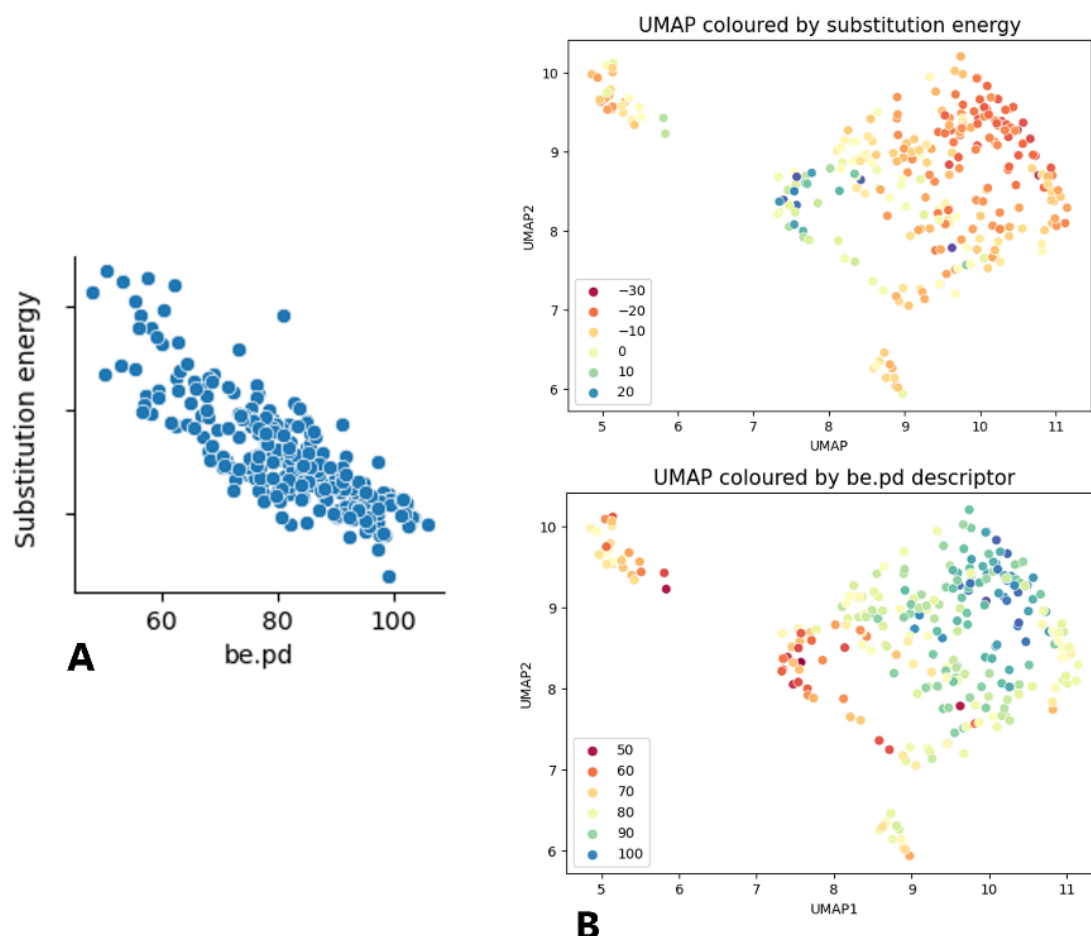 Substitution energy
60 80 100
be.pd
A
UMAP coloured by substitution energy
UMAP2
10
9
8
7
6
−30
−20
−10
0
10
20
5 6 7 8 9 10 11
UMAP
UMAP coloured by be.pd descriptor
UMAP2
10
9
8
7
6
50
60
70
80
90
100
5 6 7 8 9 10 11
UMAP1
B